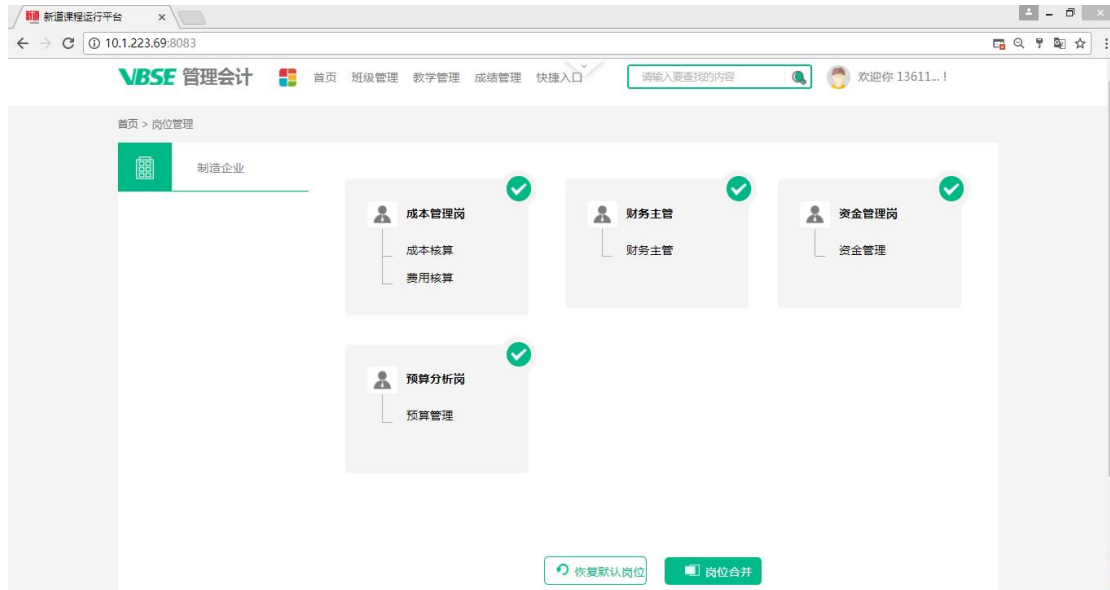 新道课程运行平台
10.1.223.69:8083
VBSE 管理会计 首页 班级管理 教学管理 成绩管理 快捷入口 请输入要查找的内容 欢迎你 13611... !
首页 > 岗位管理
制造企业
成本管理岗 财务主管 资金管理岗
成本核算 财务主管 资金管理
费用核算
预算分析岗
预算管理
恢复默认岗位 岗位合并